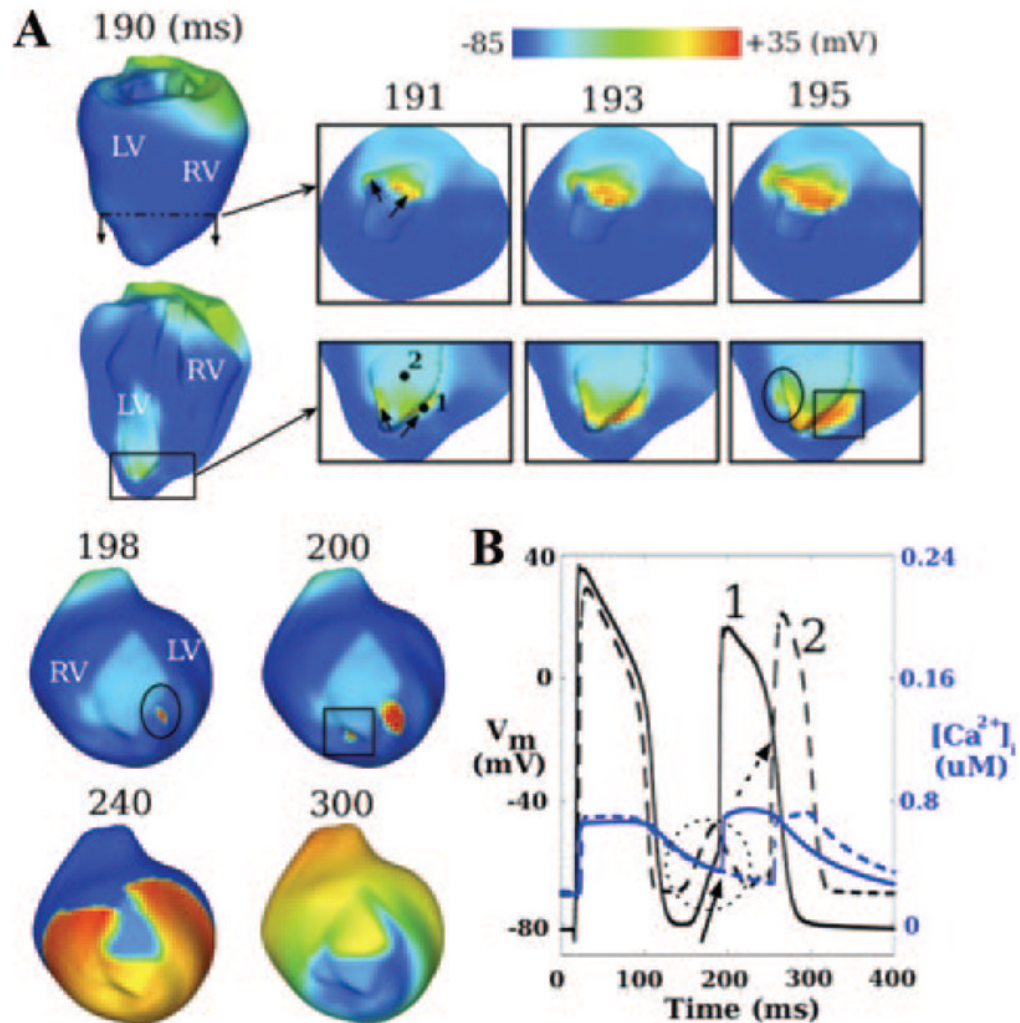 A
190 (ms)
-85
+35 (mV)
191
193
195
LV
RV
RV
LV
2
1
198
200
RV
LV
240
300
B
40
0
V_m
(mV)
-40
-80
1
2
0.24
0.16
[Ca²⁺]ᵢ
(uM)
0.8
0
0
100
200
300
400
Time (ms)